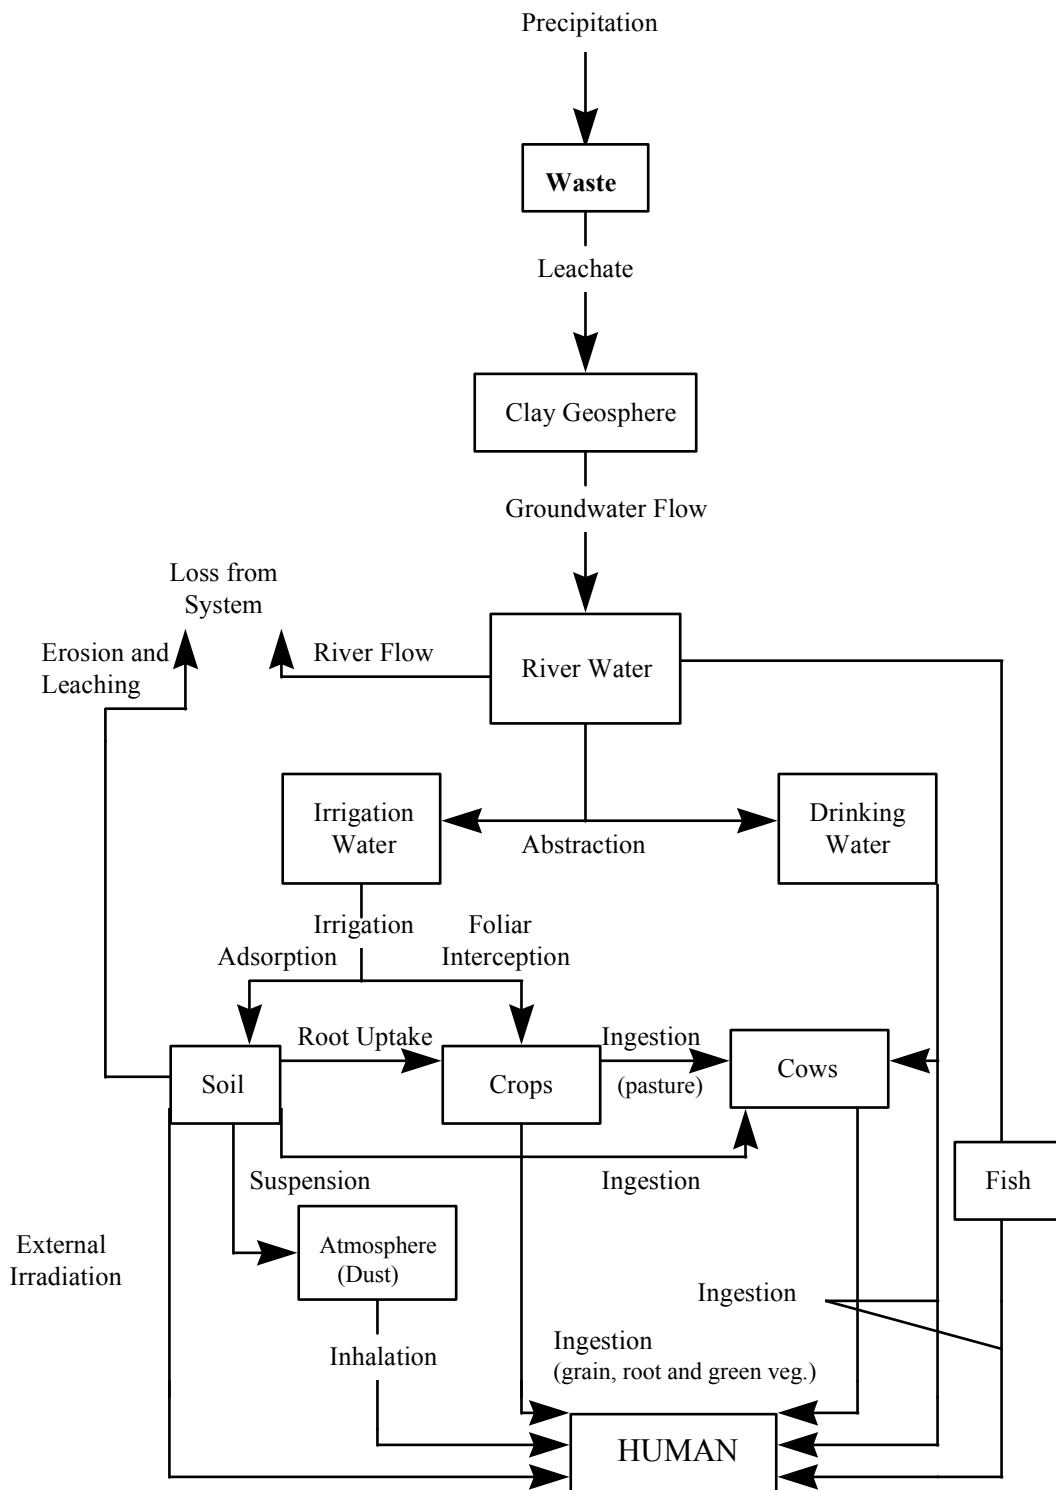 Precipitation
Waste
Leachate
Clay Geosphere
Groundwater Flow
Loss from
System
Erosion and
Leaching
River Flow
River Water
Irrigation
Water
Abstraction
Drinking
Water
Irrigation
Adsorption
Foliar
Interception
Root Uptake
Ingestion
(pasture)
Soil
Crops
Cows
Suspension
Ingestion
Fish
External
Irradiation
Atmosphere
(Dust)
Ingestion
Inhalation
Ingestion
(grain, root and green veg.)
HUMAN